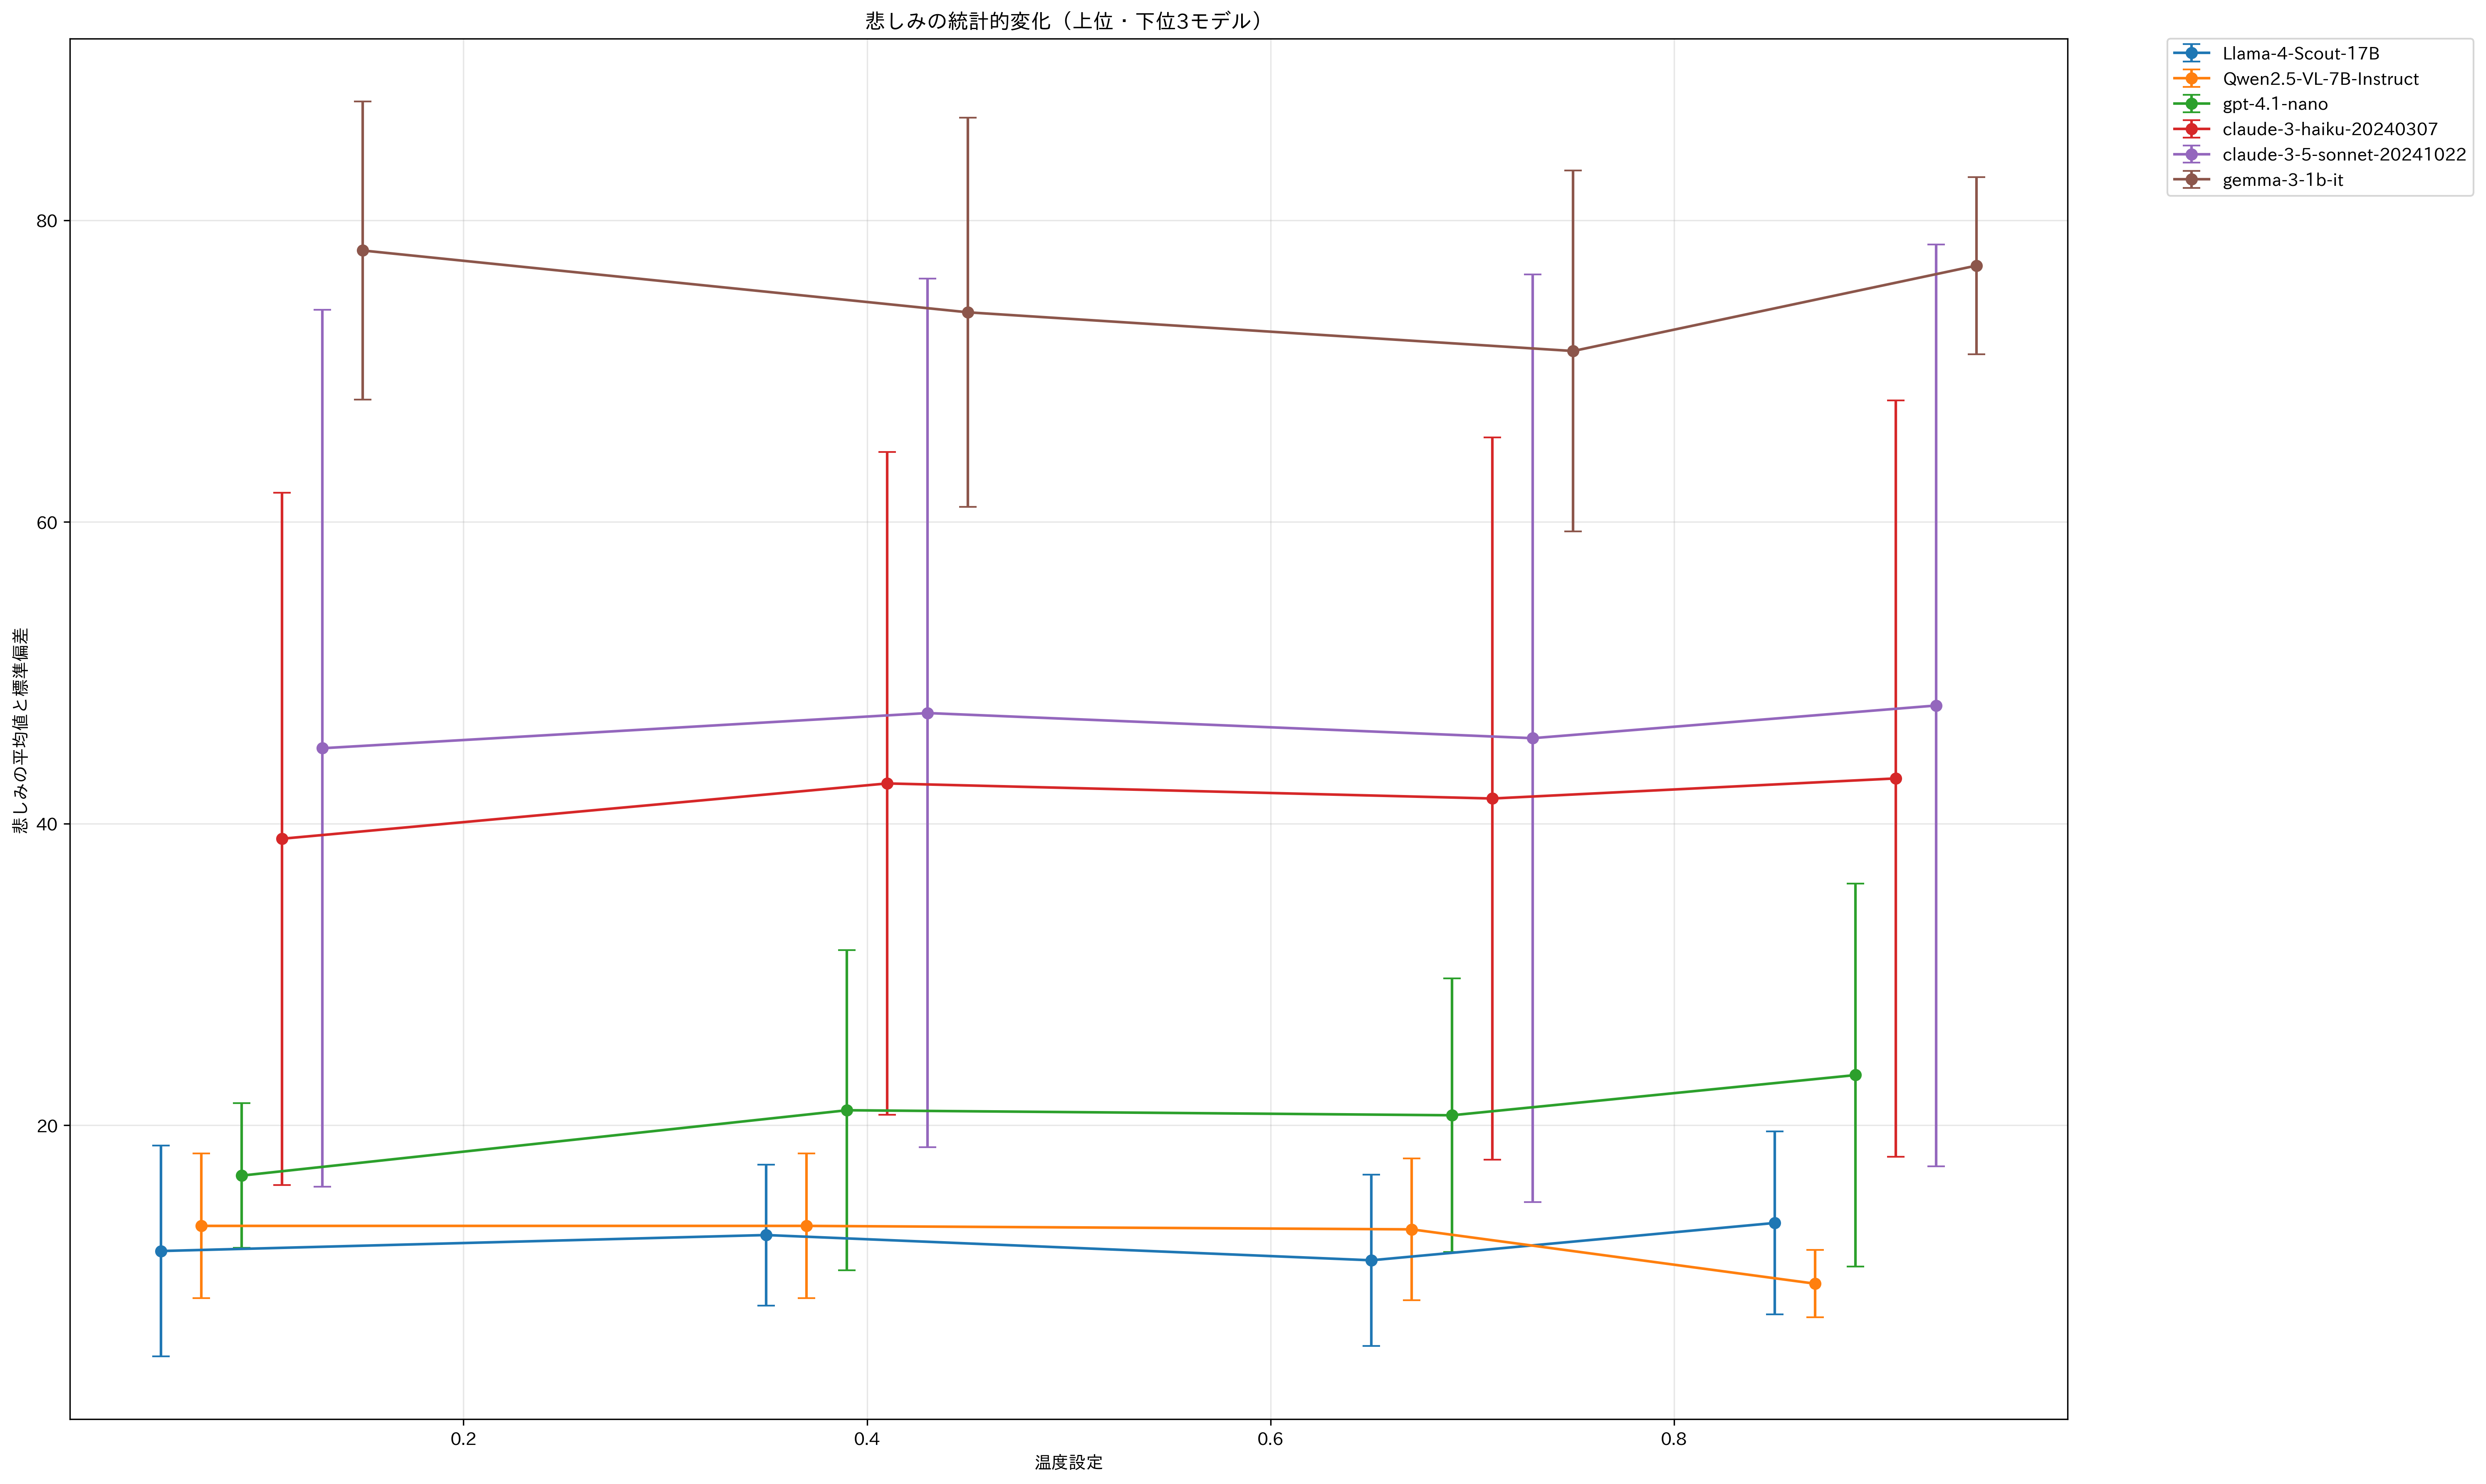 悲しみの統計的変化（上位・下位3モデル）
悲しみの平均値と標準偏差
80
60
40
20
0.2
0.4
0.6
0.8
温度設定
Llama-4-Scout-17B
Qwen2.5-VL-7B-Instruct
gpt-4.1-nano
claude-3-haiku-20240307
claude-3-5-sonnet-20241022
gemma-3-1b-it